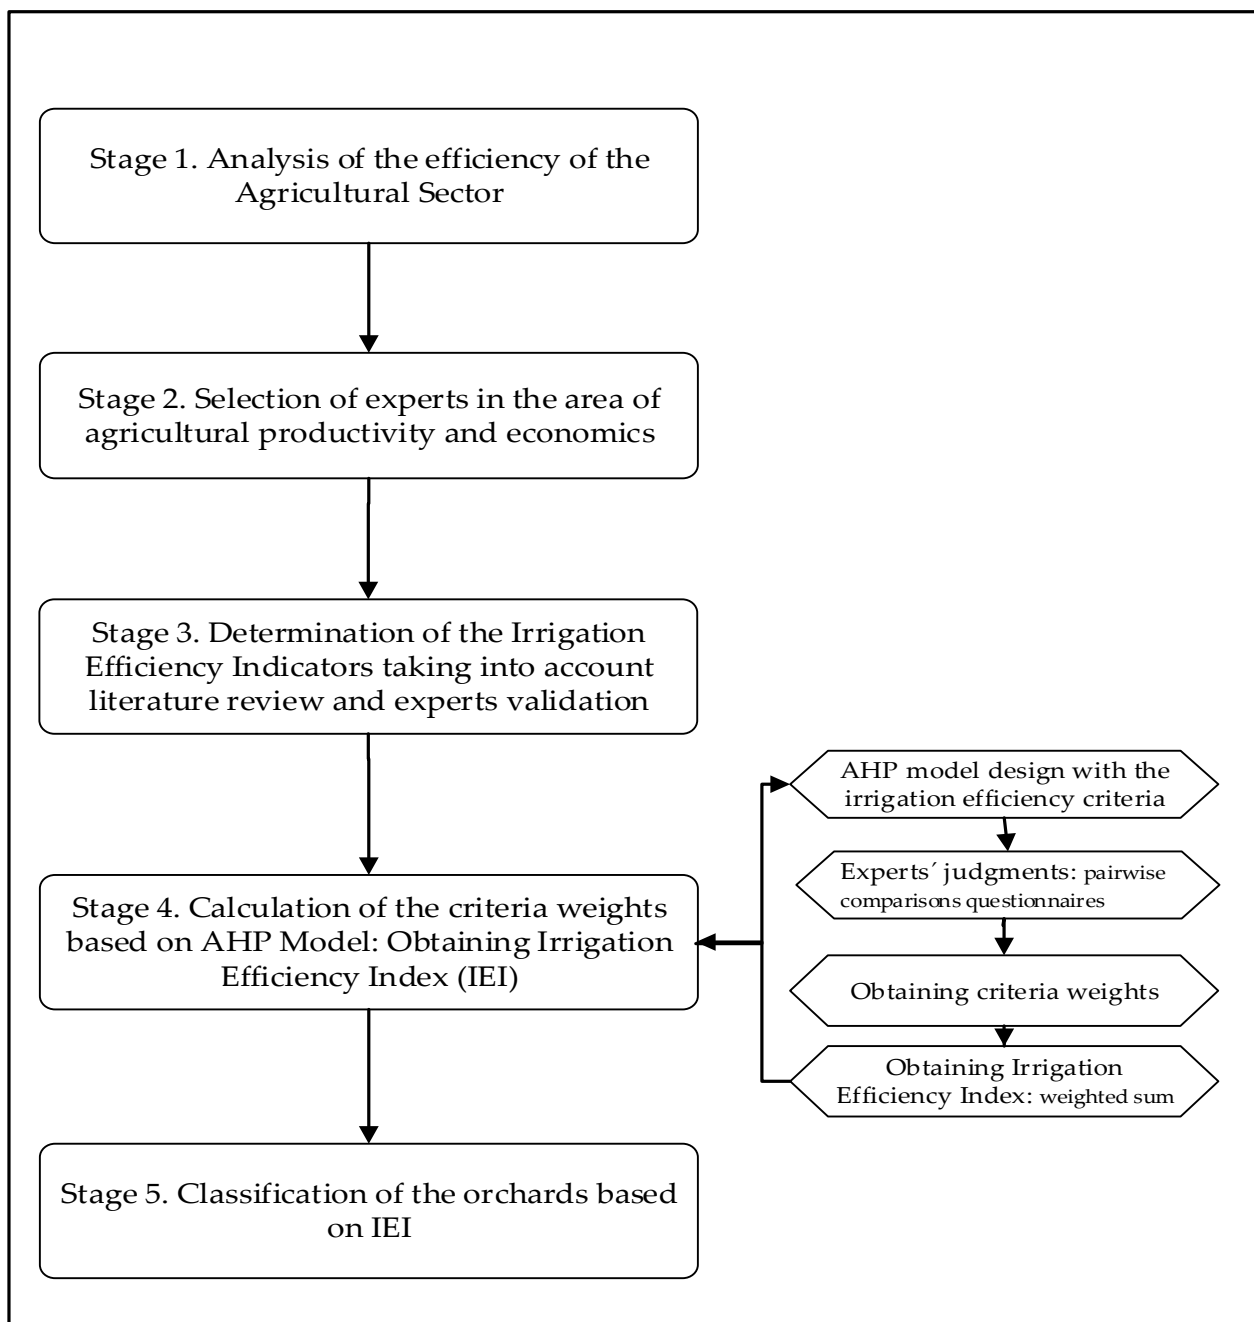 Stage 1. Analysis of the efficiency of the
Agricultural Sector
Stage 2. Selection of experts in the area of
agricultural productivity and economics
Stage 3. Determination of the Irrigation
Efficiency Indicators taking into account
literature review and experts validation
Stage 4. Calculation of the criteria weights
based on AHP Model: Obtaining Irrigation
Efficiency Index (IEI)
AHP model design with the
irrigation efficiency criteria
Experts´ judgments: pairwise
comparisons questionnaires
Obtaining criteria weights
Obtaining Irrigation
Efficiency Index: weighted sum
Stage 5. Classification of the orchards based
on IEI